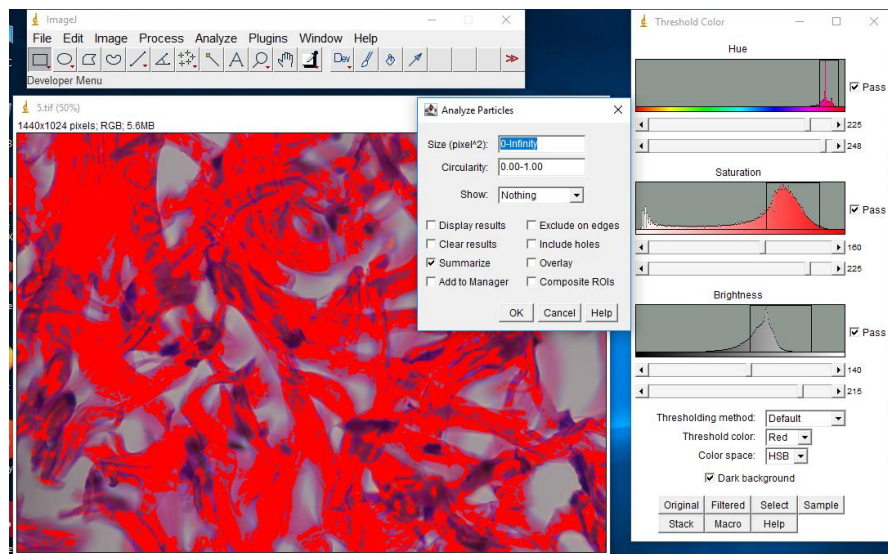 ImageJ
File Edit Image Process Analyze Plugins Window Help
Dev
Developer Menu
5.tif (50%)
1440x1024 pixels; RGB; 5.6MB
Analyze Particles
Size (pixel^2): 0-Infinity
Circularity: 0.00-1.00
Show: Nothing
Display results Exclude on edges
Clear results Include holes
Summarize Overlay
Add to Manager Composite ROIs
OK Cancel Help
Threshold Color
Hue
Pass
225
248
Saturation
Pass
160
225
Brightness
Pass
140
215
Thresholding method: Default
Threshold color: Red
Color space: HSB
Dark background
Original Filtered Select Sample
Stack Macro Help